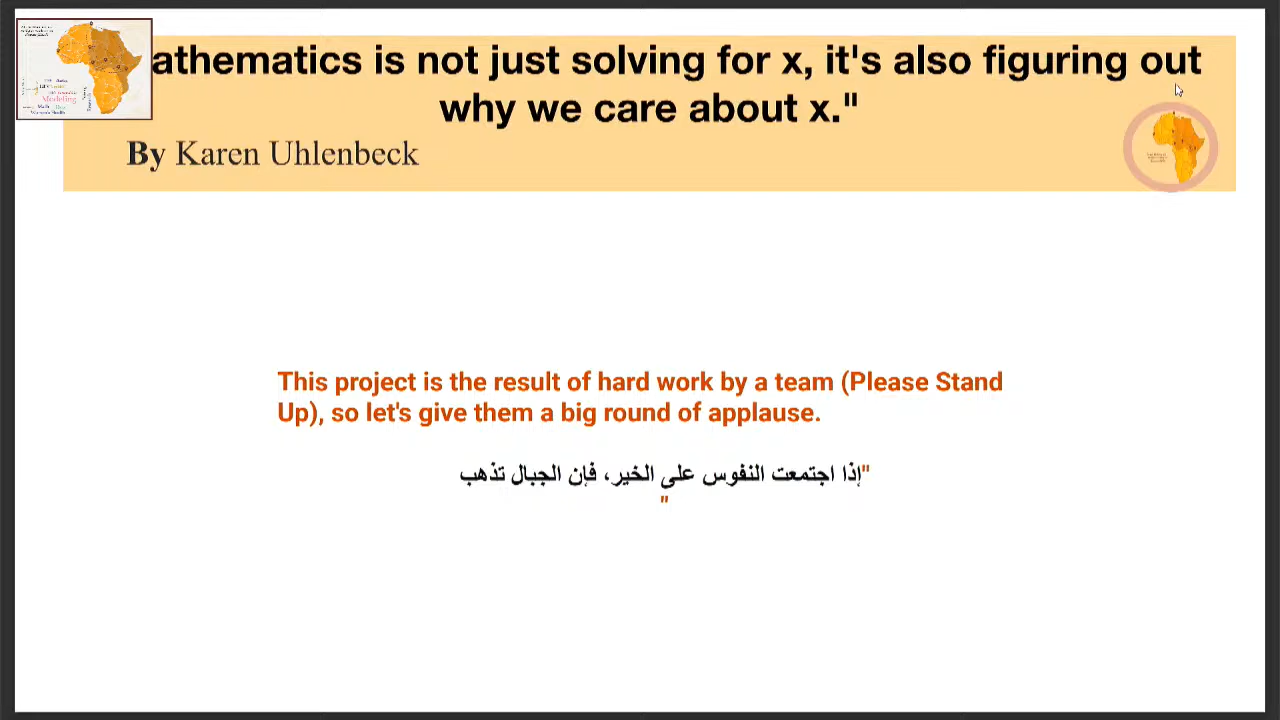 athematics is not just solving for x, it's also figuring out
why we care about x."
By Karen Uhlenbeck
This project is the result of hard work by a team (Please Stand
Up), so let's give them a big round of applause.
"إذا اجتمعت النفوس على الخير، فإن الجبال تذهب
"
Modeling